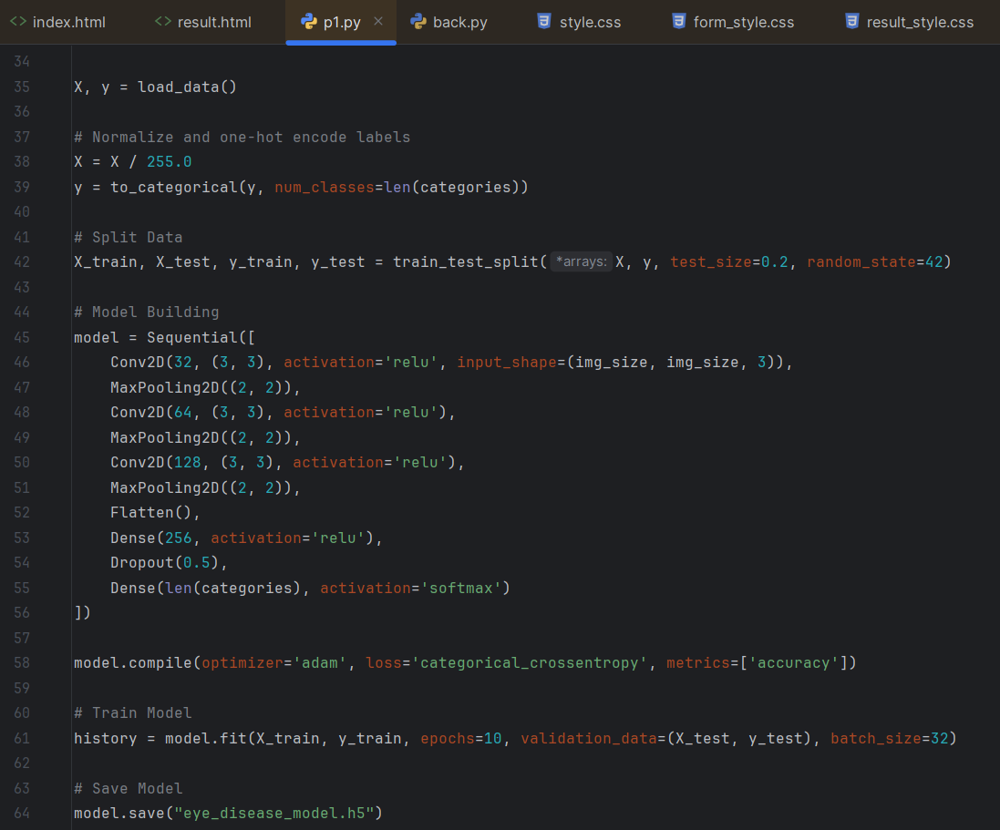 <> index.html <> result.html p1.py × back.py style.css form_style.css result_style.css
34
35 X, y = load_data()
36
37 # Normalize and one-hot encode labels
38 X = X / 255.0
39 y = to_categorical(y, num_classes=len(categories))
40
41 # Split Data
42 X_train, X_test, y_train, y_test = train_test_split( *arrays: X, y, test_size=0.2, random_state=42)
43
44 # Model Building
45 model = Sequential([
46     Conv2D(32, (3, 3), activation='relu', input_shape=(img_size, img_size, 3)),
47     MaxPooling2D((2, 2)),
48     Conv2D(64, (3, 3), activation='relu'),
49     MaxPooling2D((2, 2)),
50     Conv2D(128, (3, 3), activation='relu'),
51     MaxPooling2D((2, 2)),
52     Flatten(),
53     Dense(256, activation='relu'),
54     Dropout(0.5),
55     Dense(len(categories), activation='softmax')
56 ])
57
58 model.compile(optimizer='adam', loss='categorical_crossentropy', metrics=['accuracy'])
59
60 # Train Model
61 history = model.fit(X_train, y_train, epochs=10, validation_data=(X_test, y_test), batch_size=32)
62
63 # Save Model
64 model.save("eye_disease_model.h5")